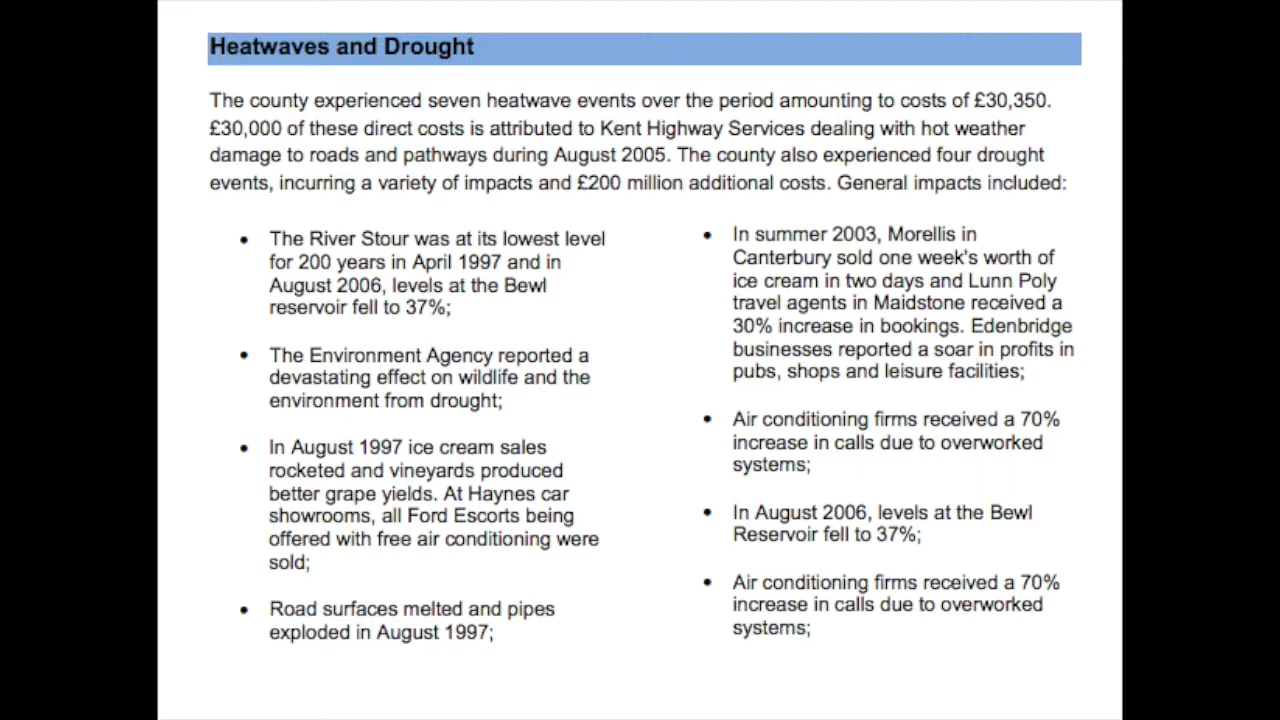 Heatwaves and Drought
The county experienced seven heatwave events over the period amounting to costs of £30,350.
£30,000 of these direct costs is attributed to Kent Highway Services dealing with hot weather
damage to roads and pathways during August 2005. The county also experienced four drought
events, incurring a variety of impacts and £200 million additional costs. General impacts included:
• The River Stour was at its lowest level
for 200 years in April 1997 and in
August 2006, levels at the Bewl
reservoir fell to 37%;
• The Environment Agency reported a
devastating effect on wildlife and the
environment from drought;
• In August 1997 ice cream sales
rocketed and vineyards produced
better grape yields. At Haynes car
showrooms, all Ford Escorts being
offered with free air conditioning were
sold;
• Road surfaces melted and pipes
exploded in August 1997;
• In summer 2003, Morellis in
Canterbury sold one week's worth of
ice cream in two days and Lunn Poly
travel agents in Maidstone received a
30% increase in bookings. Edenbridge
businesses reported a soar in profits in
pubs, shops and leisure facilities;
• Air conditioning firms received a 70%
increase in calls due to overworked
systems;
• In August 2006, levels at the Bewl
Reservoir fell to 37%;
• Air conditioning firms received a 70%
increase in calls due to overworked
systems;